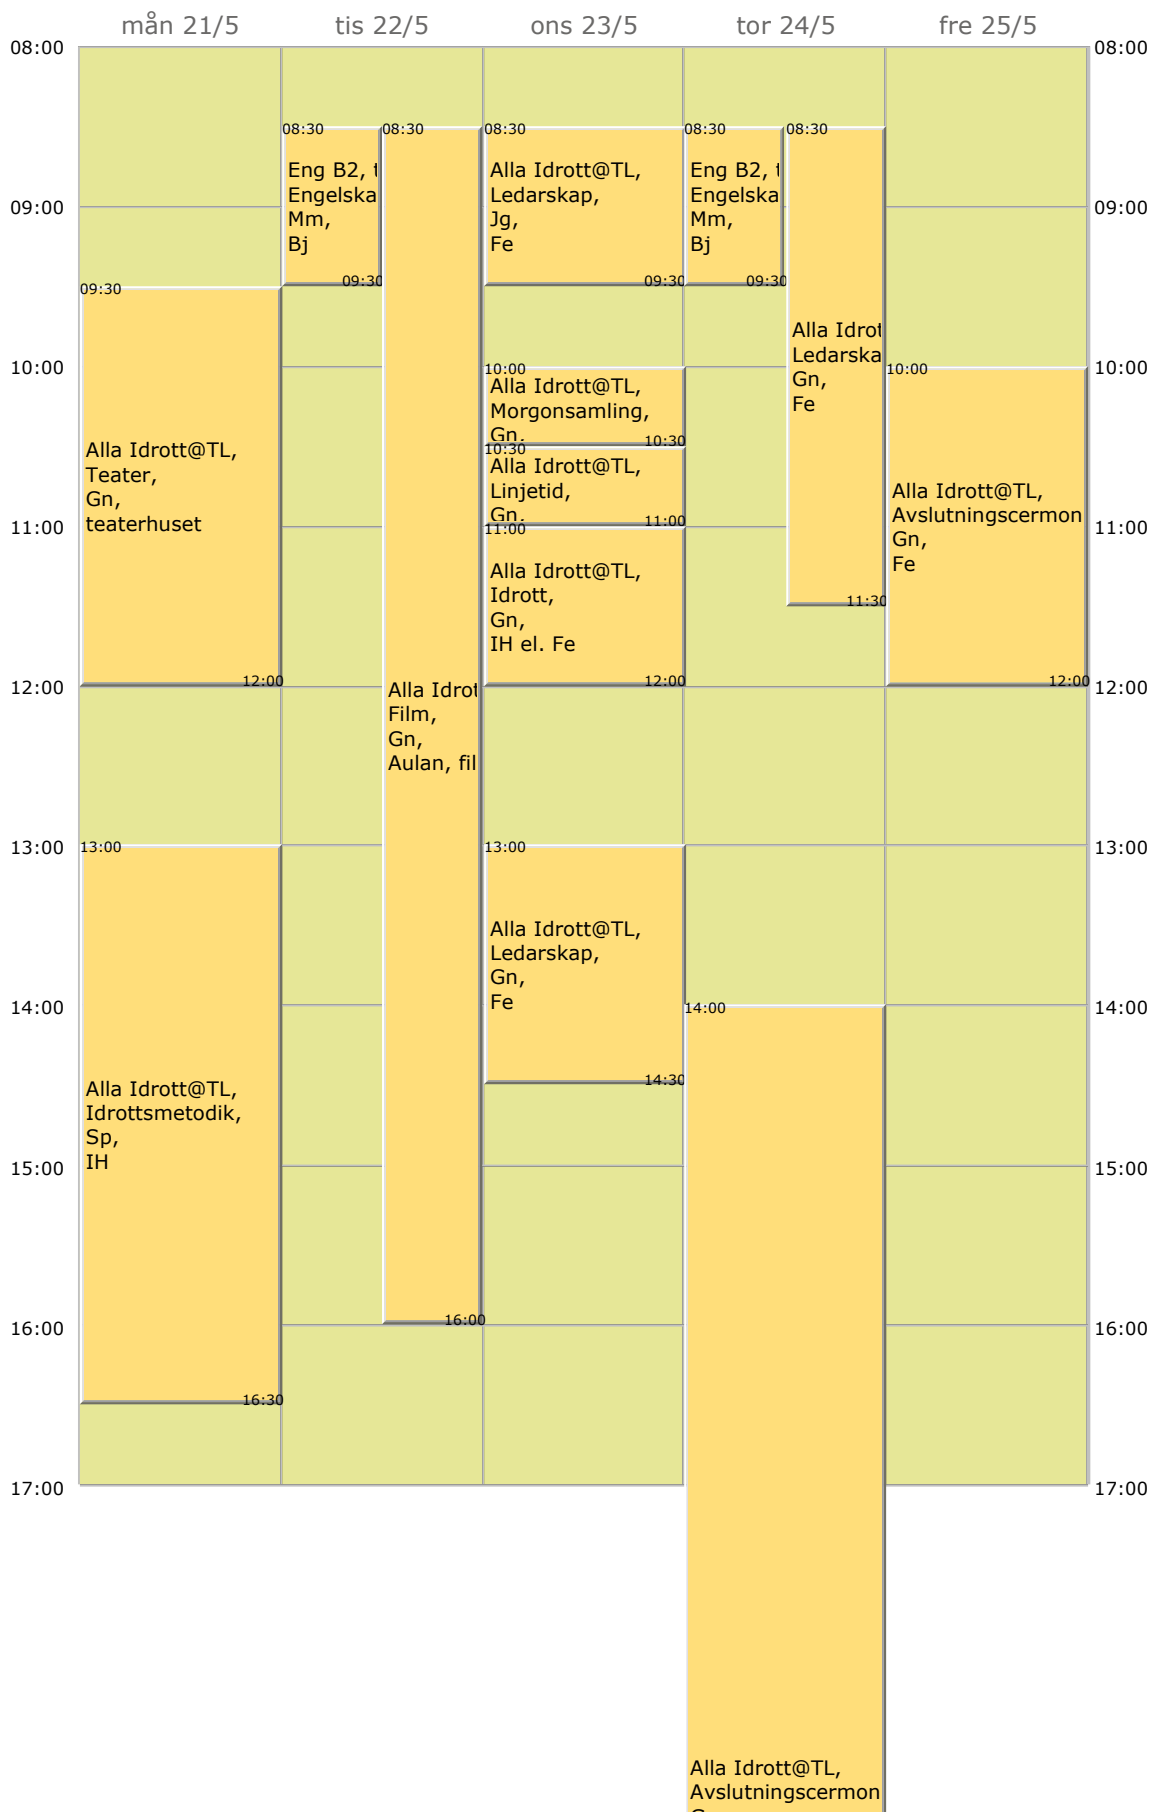 mån 21/5
tis 22/5
ons 23/5
tor 24/5
fre 25/5
08:00
08:00
09:00
09:00
10:00
10:00
11:00
11:00
12:00
12:00
13:00
13:00
14:00
14:00
15:00
15:00
16:00
16:00
17:00
17:00
09:30
Alla Idrott@TL,
Teater,
Gn,
teaterhuset
12:00
13:00
Alla Idrott@TL,
Idrottsmetodik,
Sp,
IH
16:30
08:30
Eng B2, t
Engelska
Mm,
Bj
09:30
08:30
Alla Idrot
Film,
Gn,
Aulan, fil
16:00
08:30
Alla Idrott@TL,
Ledarskap,
Jg,
Fe
09:30
10:00
Alla Idrott@TL,
Morgonsamling,
Gn,
10:30
10:30
Alla Idrott@TL,
Linjetid,
Gn,
11:00
11:00
Alla Idrott@TL,
Idrott,
Gn,
IH el. Fe
12:00
13:00
Alla Idrott@TL,
Ledarskap,
Gn,
Fe
14:30
08:30
Eng B2, t
Engelska
Mm,
Bj
09:30
08:30
Alla Idrot
Ledarska
Gn,
Fe
11:30
14:00
Alla Idrott@TL,
Avslutningscermon
10:00
Alla Idrott@TL,
Avslutningscermon
Gn,
Fe
12:00